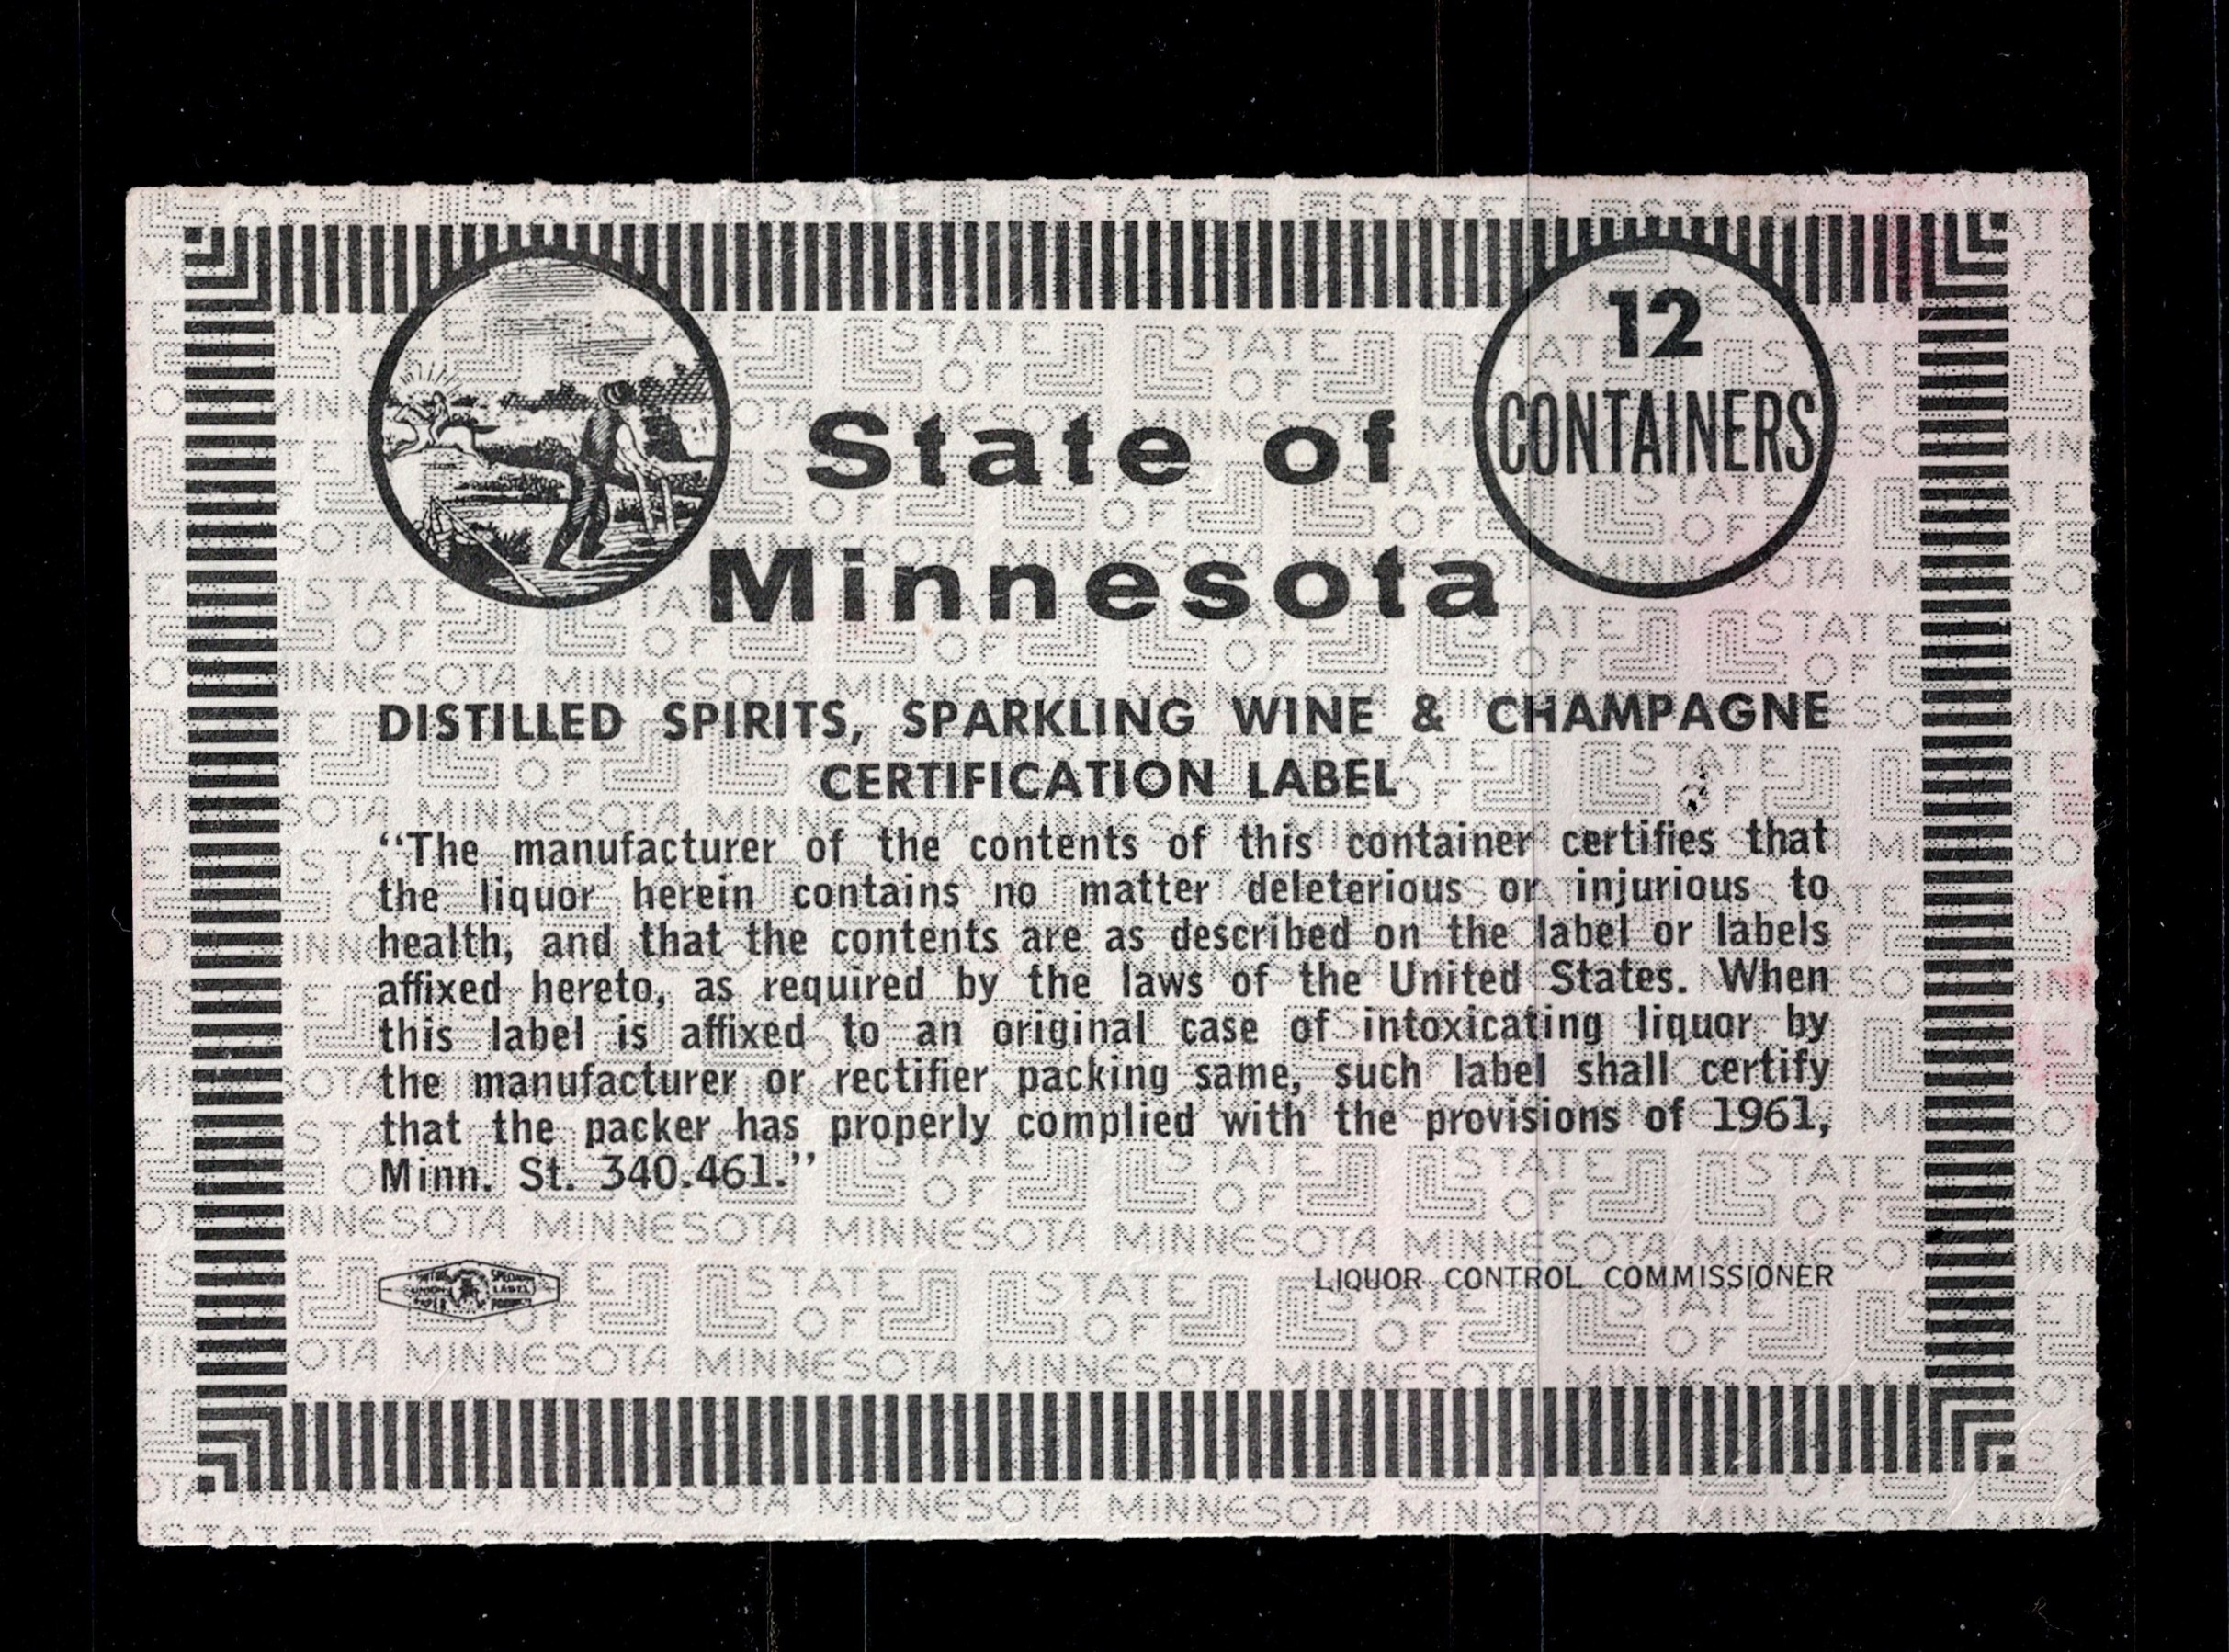 12
CONTAINERS
State of
Minnesota
DISTILLED SPIRITS, SPARKLING WINE & CHAMPAGNE
CERTIFICATION LABEL
“The manufacturer of the contents of this container certifies that
the liquor herein contains no matter deleterious or injurious to
health, and that the contents are as described on the label or labels
affixed hereto, as required by the laws of the United States. When
this label is affixed to an original case of intoxicating liquor by
the manufacturer or rectifier packing same, such label shall certify
that the packer has properly complied with the provisions of 1961,
Minn. St. 340.461.”
UNION LABEL
LIQUOR CONTROL COMMISSIONER
STATE
OF
MINNESOTA